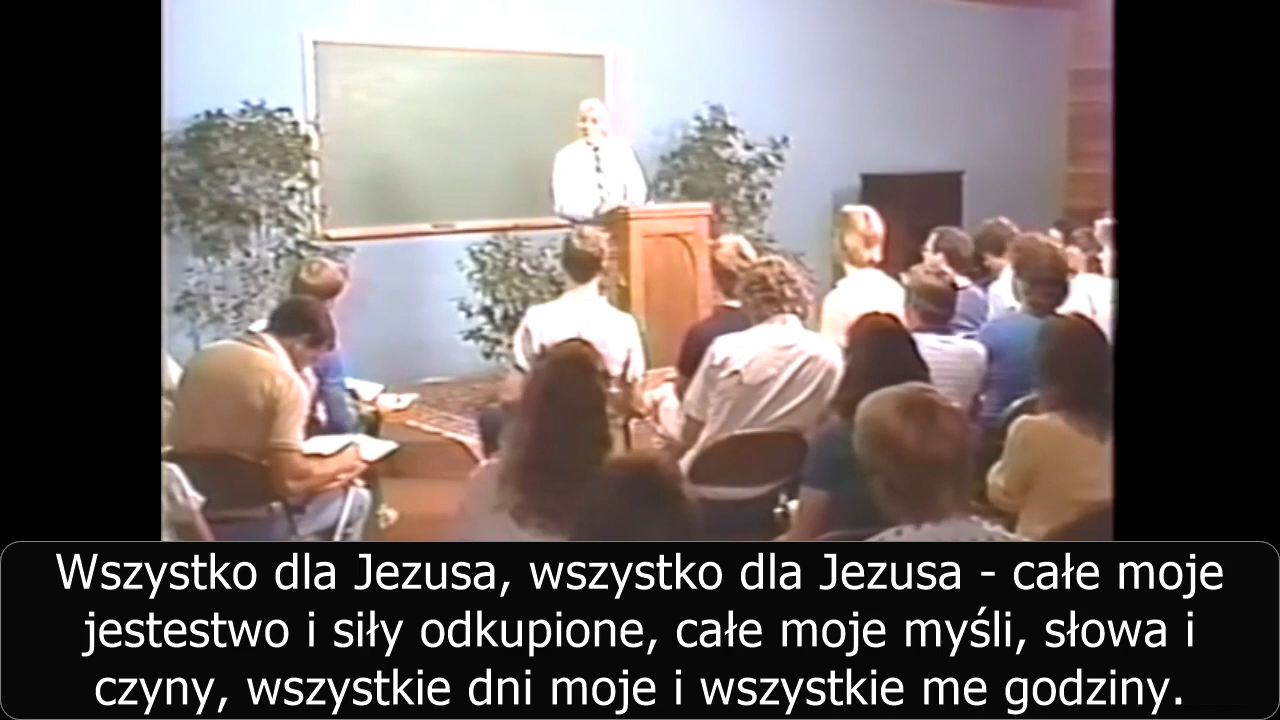 Wszystko dla Jezusa, wszystko dla Jezusa - całe moje
jestestwo i siły odkupione, całe moje myśli, słowa i
czyny, wszystkie dni moje i wszystkie me godziny.